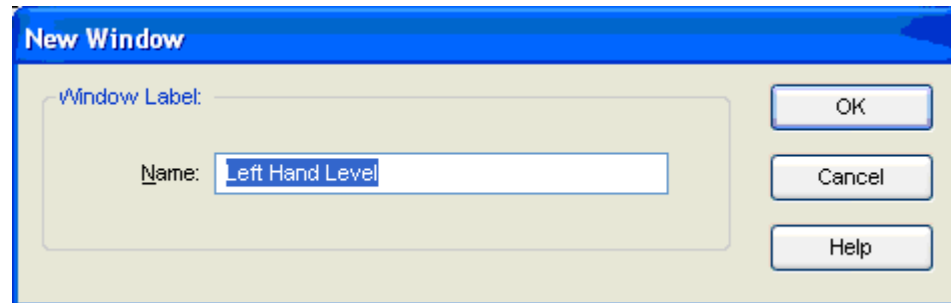 New Window
Window Label:
OK
Name: Left Hand Level
Cancel
Help